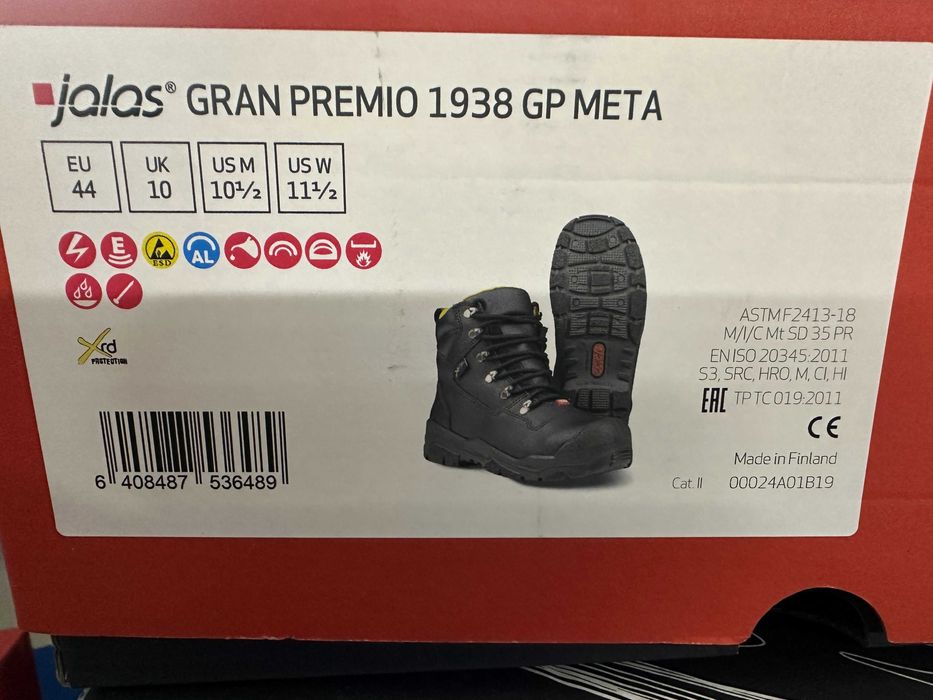 jalas® GRAN PREMIO 1938 GP META
EU 44
UK 10
US M 10½
US W 11½
E
ESD
AL
Xrd
PROTECTION
ASTM F2413-18
M/I/C Mt SD 35 PR
EN ISO 20345:2011
S3, SRC, HRO, M, CI, HI
EAC TP TC 019:2011
CE
Made in Finland
Cat. II 00024A01B19
6 408487 536489